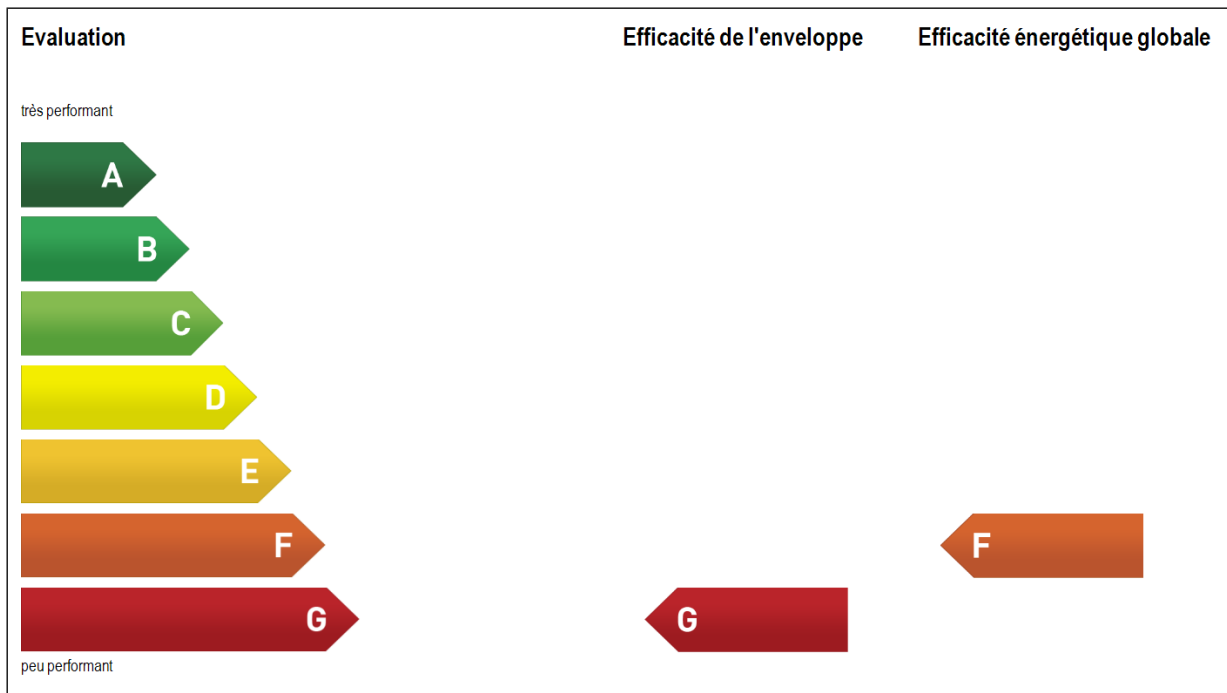 Evaluation Efficacité de l'enveloppe Efficacité énergétique globale
très performant
A
B
C
D
E
F F
G G
peu performant